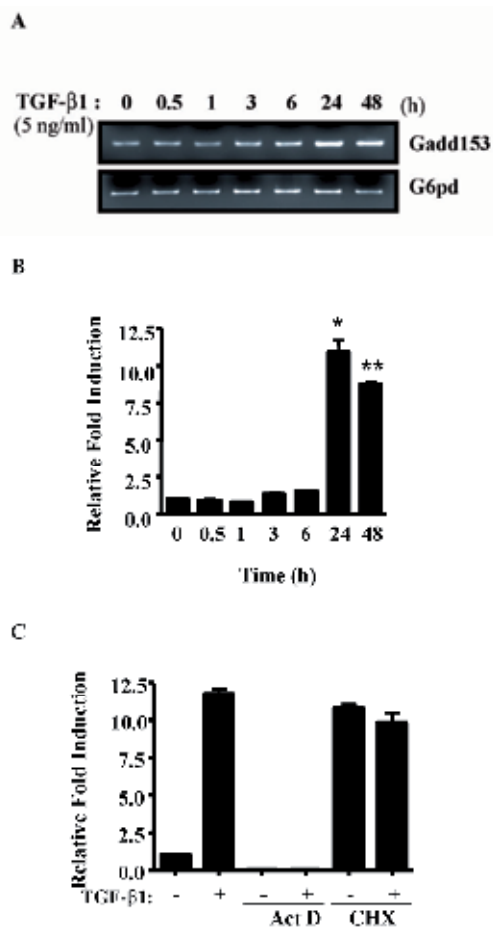 A
TGF-β1 : 0 0.5 1 3 6 24 48 (h)
(5 ng/ml)
Gadd153
G6pd
B
Relative Fold Induction
12.5
10.0
7.5
5.0
2.5
0.0
*
**
0 0.5 1 3 6 24 48
Time (h)
C
Relative Fold Induction
12.5
10.0
7.5
5.0
2.5
0.0
TGF-β1: - + - + - +
Act D CHX